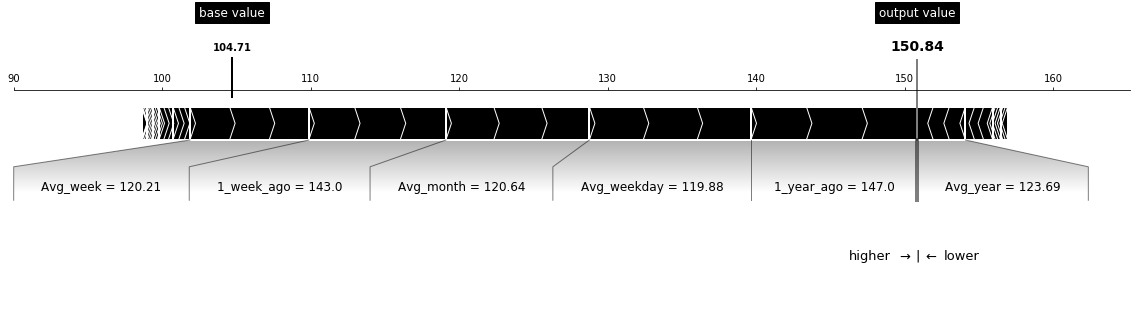 base value output value
104.71 150.84
90 100 110 120 130 140 150 160
Avg_week = 120.21 1_week_ago = 143.0 Avg_month = 120.64 Avg_weekday = 119.88 1_year_ago = 147.0 Avg_year = 123.69
higher → | ← lower